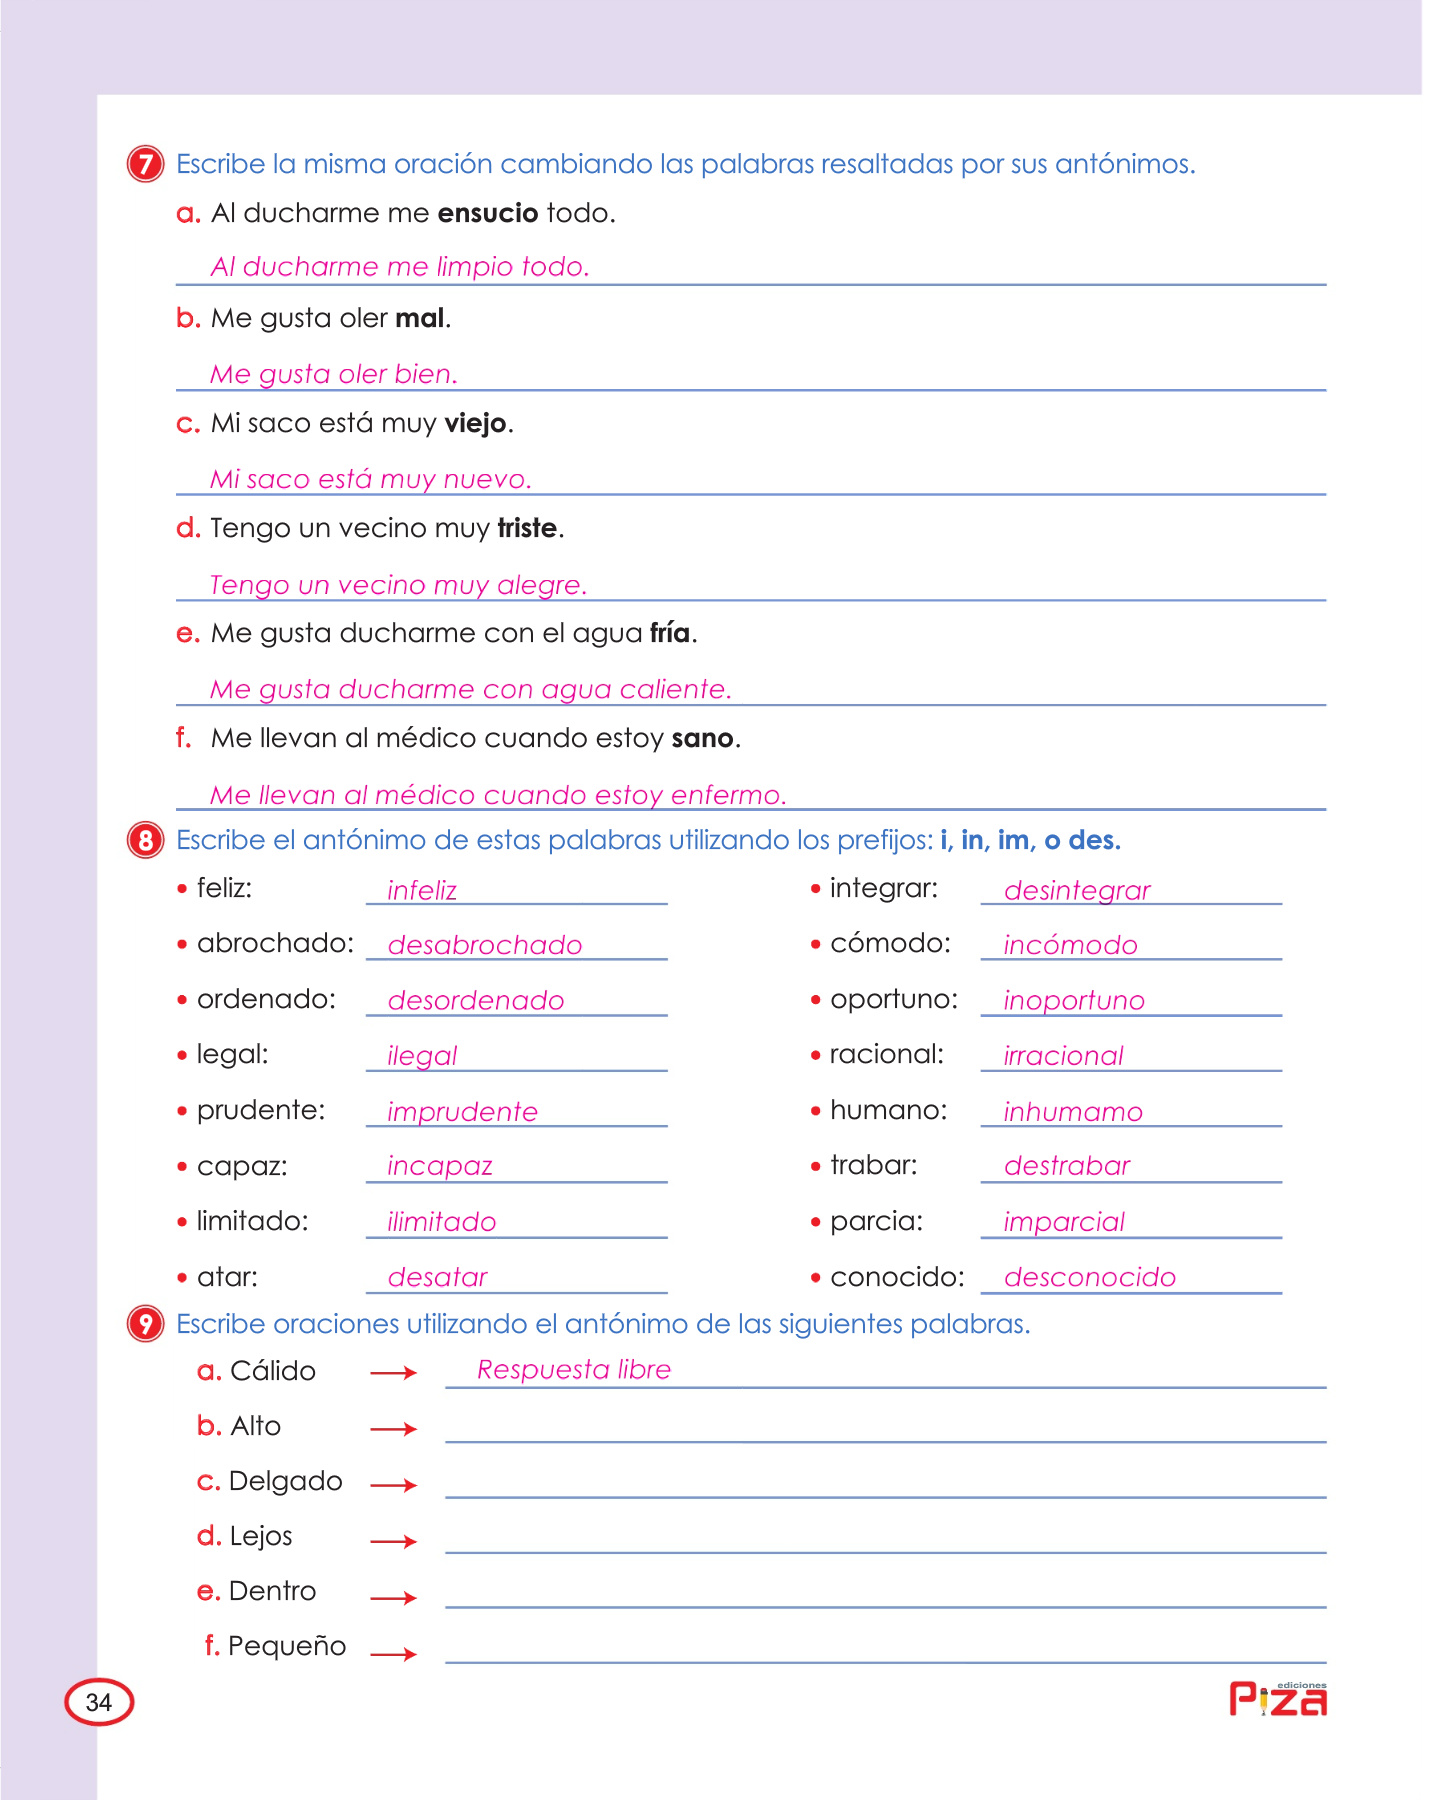 7 Escribe la misma oración cambiando las palabras resaltadas por sus antónimos.
a. Al ducharme me ensucio todo.
Al ducharme me limpio todo.
b. Me gusta oler mal.
Me gusta oler bien.
c. Mi saco está muy viejo.
Mi saco está muy nuevo.
d. Tengo un vecino muy triste.
Tengo un vecino muy alegre.
e. Me gusta ducharme con el agua fría.
Me gusta ducharme con agua caliente.
f. Me llevan al médico cuando estoy sano.
Me llevan al médico cuando estoy enfermo.
8 Escribe el antónimo de estas palabras utilizando los prefijos: i, in, im, o des.
• feliz: infeliz
• abrochado: desabrochado
• ordenado: desordenado
• legal: ilegal
• prudente: imprudente
• capaz: incapaz
• limitado: ilimitado
• atar: desatar
• integrar: desintegrar
• cómodo: incómodo
• oportuno: inoportuno
• racional: irracional
• humano: inhumamo
• trabar: destrabar
• parcia: imparcial
• conocido: desconocido
9 Escribe oraciones utilizando el antónimo de las siguientes palabras.
a. Cálido Respuesta libre
b. Alto
c. Delgado
d. Lejos
e. Dentro
f. Pequeño
34
ediciones
Piza